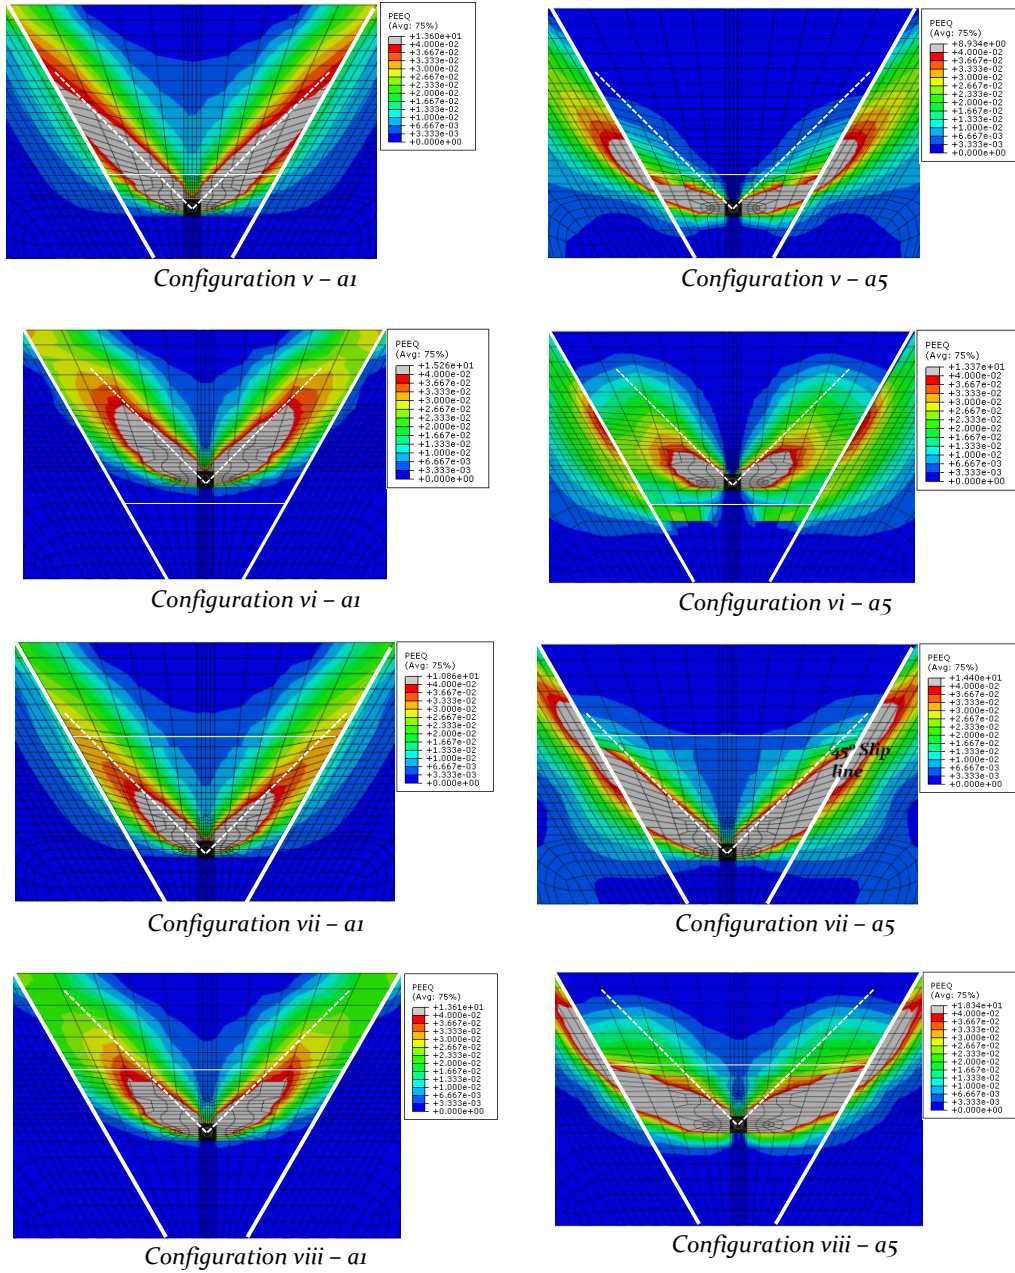 PEEQ
(Avg: 75%)
+1.360e+01
+4.000e-02
+3.667e-02
+3.333e-02
+3.000e-02
+2.667e-02
+2.333e-02
+2.000e-02
+1.667e-02
+1.333e-02
+1.000e-02
+6.667e-03
+3.333e-03
+0.000e+00
Configuration v – a1
PEEQ
(Avg: 75%)
+8.934e+00
+4.000e-02
+3.667e-02
+3.333e-02
+3.000e-02
+2.667e-02
+2.333e-02
+2.000e-02
+1.667e-02
+1.333e-02
+1.000e-02
+6.667e-03
+3.333e-03
+0.000e+00
Configuration v – a5
PEEQ
(Avg: 75%)
+1.526e+01
+4.000e-02
+3.667e-02
+3.333e-02
+3.000e-02
+2.667e-02
+2.333e-02
+2.000e-02
+1.667e-02
+1.333e-02
+1.000e-02
+6.667e-03
+3.333e-03
+0.000e+00
Configuration vi – a1
PEEQ
(Avg: 75%)
+1.337e+01
+4.000e-02
+3.667e-02
+3.333e-02
+3.000e-02
+2.667e-02
+2.333e-02
+2.000e-02
+1.667e-02
+1.333e-02
+1.000e-02
+6.667e-03
+3.333e-03
+0.000e+00
Configuration vi – a5
PEEQ
(Avg: 75%)
+1.086e+01
+4.000e-02
+3.667e-02
+3.333e-02
+3.000e-02
+2.667e-02
+2.333e-02
+2.000e-02
+1.667e-02
+1.333e-02
+1.000e-02
+6.667e-03
+3.333e-03
+0.000e+00
Configuration vii – a1
45° Slip
line
PEEQ
(Avg: 75%)
+1.440e+01
+4.000e-02
+3.667e-02
+3.333e-02
+3.000e-02
+2.667e-02
+2.333e-02
+2.000e-02
+1.667e-02
+1.333e-02
+1.000e-02
+6.667e-03
+3.333e-03
+0.000e+00
Configuration vii – a5
PEEQ
(Avg: 75%)
+1.361e+01
+4.000e-02
+3.667e-02
+3.333e-02
+3.000e-02
+2.667e-02
+2.333e-02
+2.000e-02
+1.667e-02
+1.333e-02
+1.000e-02
+6.667e-03
+3.333e-03
+0.000e+00
Configuration viii – a1
PEEQ
(Avg: 75%)
+1.834e+01
+4.000e-02
+3.667e-02
+3.333e-02
+3.000e-02
+2.667e-02
+2.333e-02
+2.000e-02
+1.667e-02
+1.333e-02
+1.000e-02
+6.667e-03
+3.333e-03
+0.000e+00
Configuration viii – a5